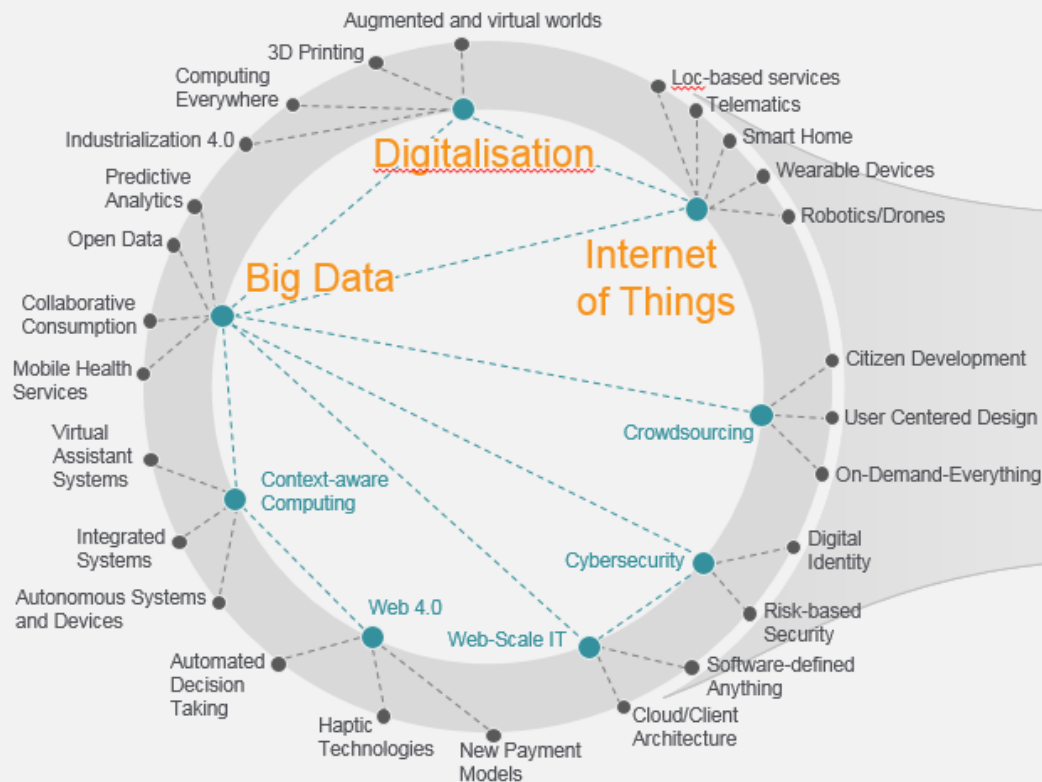 Augmented and virtual worlds
3D Printing
Computing
Everywhere
Industrialization 4.0
Predictive
Analytics
Open Data
Collaborative
Consumption
Mobile Health
Services
Virtual
Assistant
Systems
Integrated
Systems
Autonomous Systems
and Devices
Automated
Decision
Taking
Haptic
Technologies
New Payment
Models
Cloud/Client
Architecture
Software-defined
Anything
Risk-based
Security
Digital
Identity
On-Demand-Everything
User Centered Design
Citizen Development
Robotics/Drones
Wearable Devices
Smart Home
Telematics
Loc-based services
Digitalisation
Big Data
Internet
of Things
Crowdsourcing
Context-aware
Computing
Cybersecurity
Web 4.0
Web-Scale IT